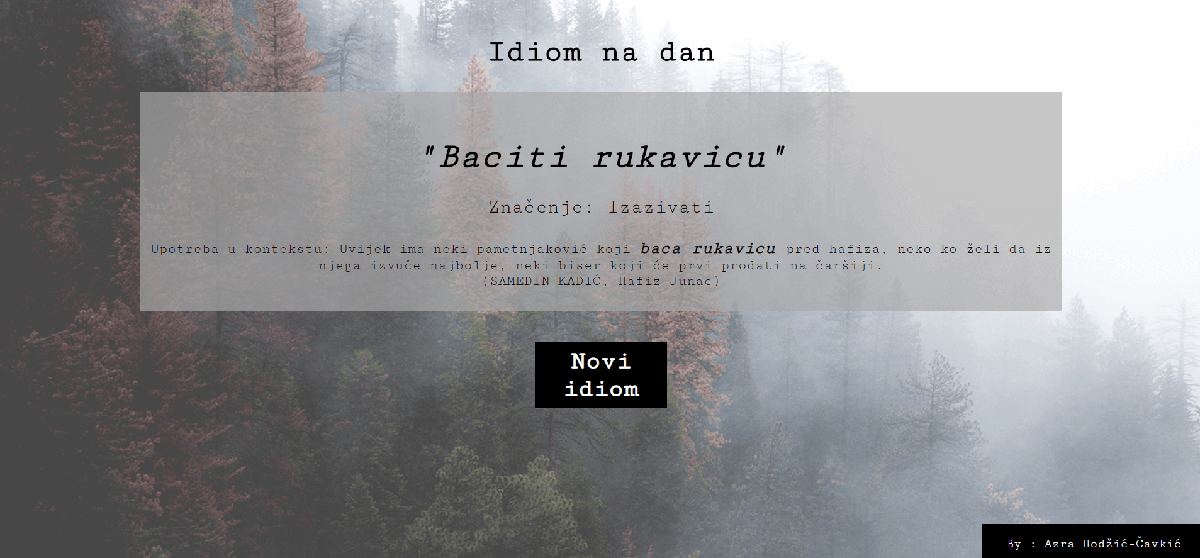 Idiom na dan
"Baciti rukavicu"
Značenje: Izazivati
Upotreba u kontekstu: Uvijek ima neki pametnjaković koji baca rukavicu pred hafiza, neko ko želi da iz
njega izvuče najbolje, neki biser koji će prvi prodati na čaršiji.
(SAMEDIN KADIĆ, Hafiz Junac)
Novi
idiom
By : Azra Hodžić-Čavkić